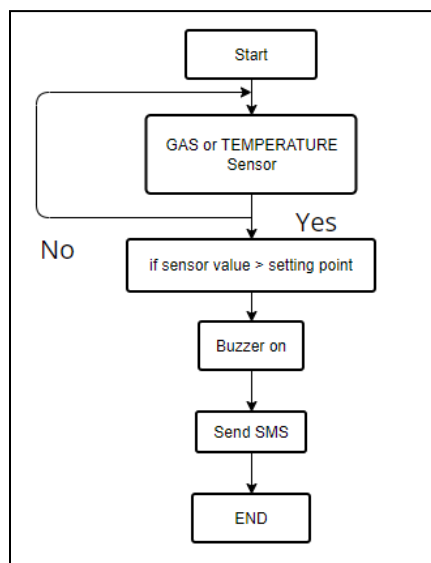 Start
GAS or TEMPERATURE
Sensor
Yes
No
if sensor value > setting point
Buzzer on
Send SMS
END